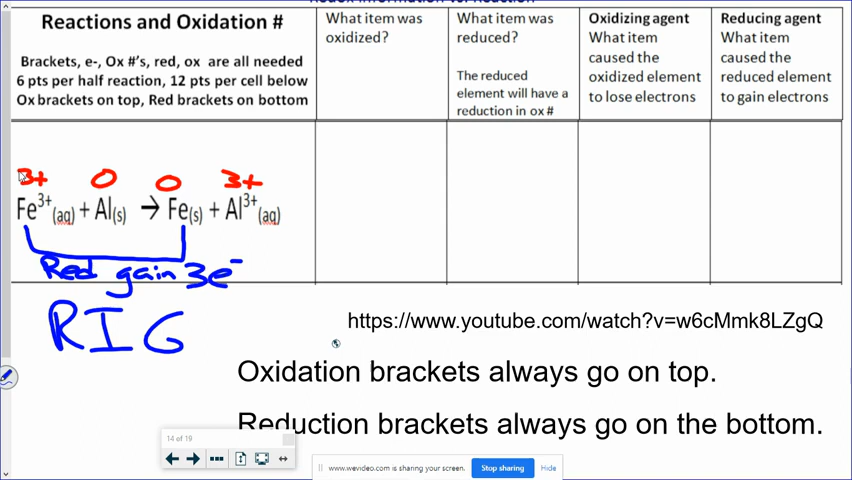 Redox Information vs. Reaction
Reactions and Oxidation #
Brackets, e-, Ox #'s, red, ox are all needed
6 pts per half reaction, 12 pts per cell below
Ox brackets on top, Red brackets on bottom
What item was
oxidized?
What item was
reduced?
The reduced
element will have a
reduction in ox #
Oxidizing agent
What item
caused the
oxidized element
to lose electrons
Reducing agent
What item
caused the
reduced element
to gain electrons
3+ 0 0 3+
Fe³⁺(aq) + Al(s) → Fe(s) + Al³⁺(aq)
Red gain 3e⁻
RIG
https://www.youtube.com/watch?v=w6cMmk8LZgQ
Oxidation brackets always go on top.
Reduction brackets always go on the bottom.
14 of 19
www.wevideo.com is sharing your screen.
Stop sharing
Hide